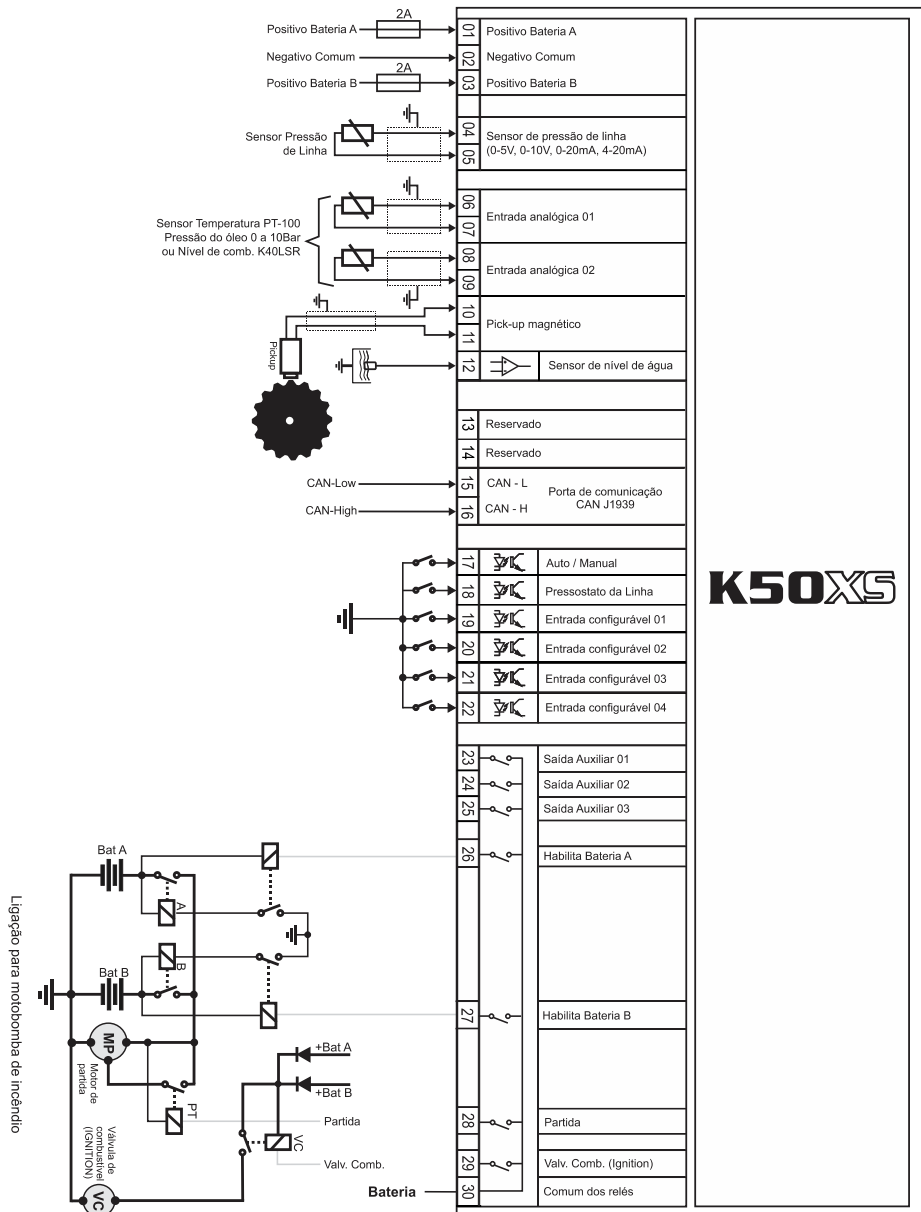 2A
Positivo Bateria A
01
Positivo Bateria A
Negativo Comum
02
Negativo Comum
2A
Positivo Bateria B
03
Positivo Bateria B
Sensor Pressão
de Linha
04
05
Sensor de pressão de linha
(0-5V, 0-10V, 0-20mA, 4-20mA)
Sensor Temperatura PT-100
Pressão do óleo 0 a 10Bar
ou Nível de comb. K40LSR
06
07
Entrada analógica 01
08
09
Entrada analógica 02
10
11
Pick-up magnético
Pickup
12
Sensor de nível de água
13
Reservado
14
Reservado
CAN-Low
15
CAN - L
CAN-High
16
CAN - H
Porta de comunicação
CAN J1939
17
Auto / Manual
18
Pressostato da Linha
19
Entrada configurável 01
20
Entrada configurável 02
21
Entrada configurável 03
22
Entrada configurável 04
K50XS
23
Saída Auxiliar 01
24
Saída Auxiliar 02
25
Saída Auxiliar 03
26
Habilita Bateria A
27
Habilita Bateria B
28
Partida
29
Valv. Comb. (Ignition)
30
Comum dos relés
Ligação para motobomba de incêndio
Bat A
A
B
Bat B
MP
Motor de
partida
PT
+Bat A
+Bat B
Partida
VC
Valv. Comb.
Válvula de
combustível
(IGNITION)
VC
Bateria